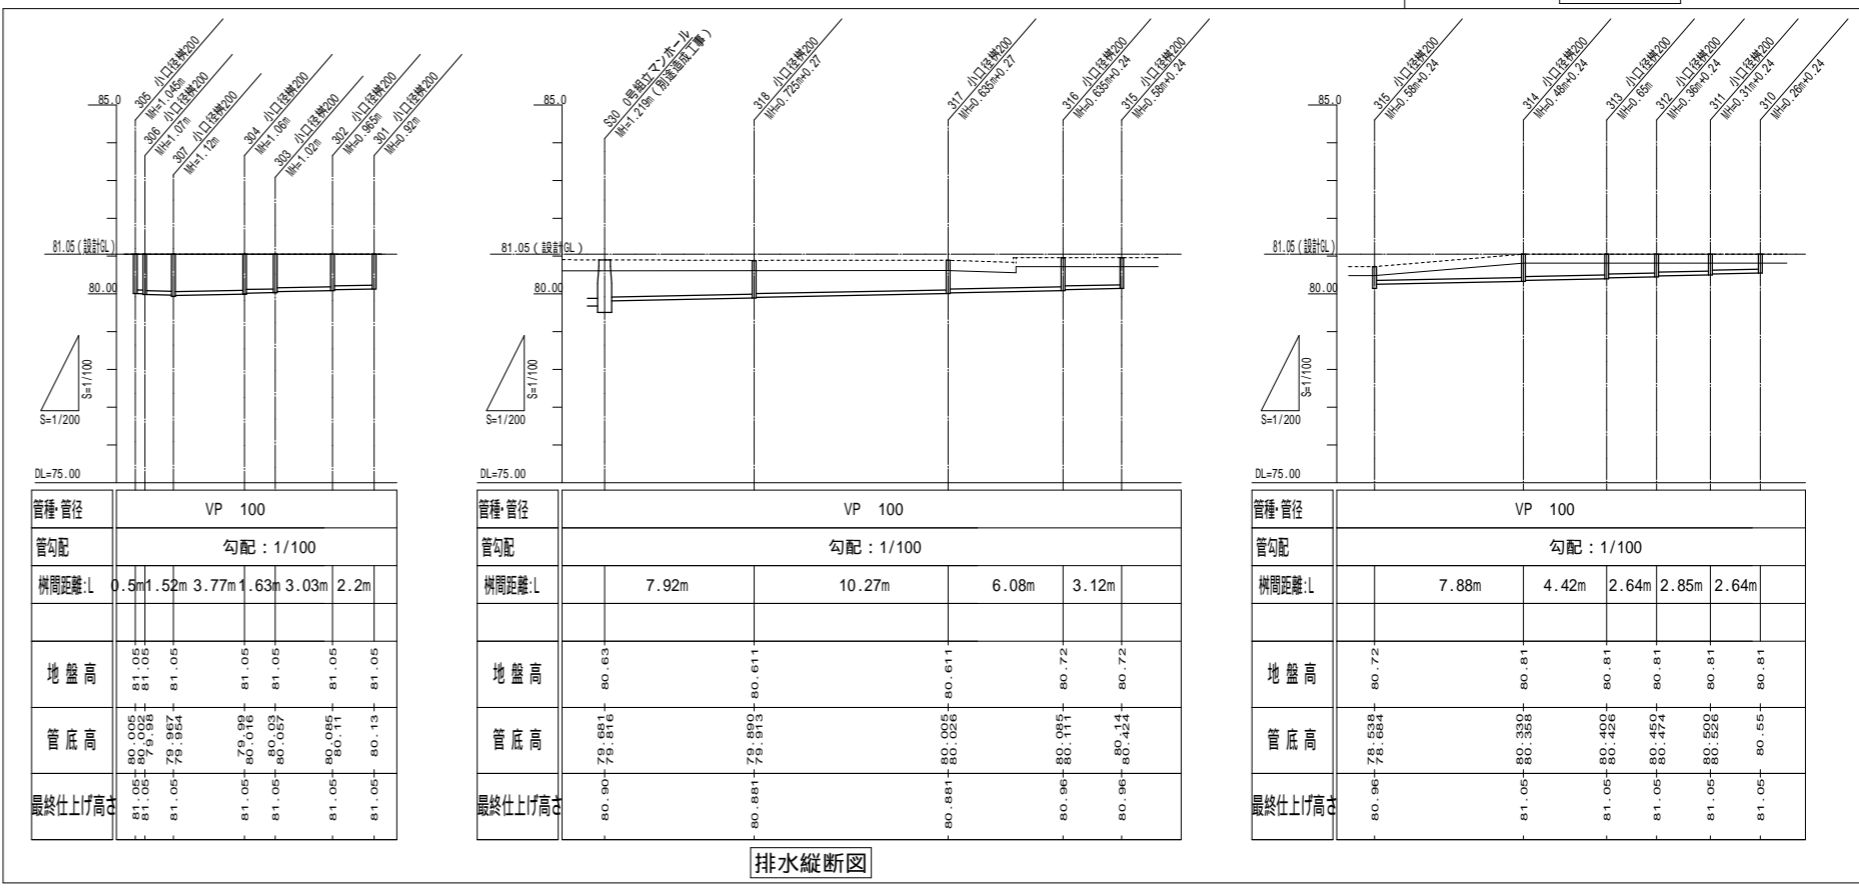 305 小口径桝200
MH=1.045m
306 小口径桝200
MH=1.07m
307 小口径桝200
MH=1.12m
304 小口径桝200
MH=1.06m
303 小口径桝200
MH=1.02m
302 小口径桝200
MH=0.965m
301 小口径桝200
MH=0.92m
85.0
81.05(設計GL)
80.00
S=1/100
S=1/200
DL=75.00
管種・管径 VP 100
管勾配 勾配：1/100
桝間距離:L 0.5m 1.52m 3.77m 1.63m 3.03m 2.2m
地盤高 81.05 81.05 81.05 81.05 81.05 81.05 81.05
管底高 80.005 80.002 79.98 79.967 79.954 79.99 80.016 80.03 80.057 80.085 80.11 80.13
最終仕上げ高さ 81.05 81.05 81.05 81.05 81.05 81.05 81.05
S30 0号組立マンホール
MH=1.219m(別途造成工事)
318 小口径桝200
MH=0.725m+0.27
317 小口径桝200
MH=0.635m+0.27
316 小口径桝200
MH=0.635m+0.24
315 小口径桝200
MH=0.58m+0.24
85.0
81.05(設計GL)
80.00
S=1/100
S=1/200
DL=75.00
管種・管径 VP 100
管勾配 勾配：1/100
桝間距離:L 7.92m 10.27m 6.08m 3.12m
地盤高 80.63 80.611 80.611 80.72 80.72
管底高 79.681 79.816 79.890 79.913 80.005 80.026 80.085 80.111 80.14 80.424
最終仕上げ高さ 80.90 80.881 80.881 80.96 80.96
315 小口径桝200
MH=0.58m+0.24
314 小口径桝200
MH=0.48m+0.24
313 小口径桝200
MH=0.65m
312 小口径桝200
MH=0.36m+0.24
311 小口径桝200
MH=0.31m+0.24
310 小口径桝200
MH=0.26m+0.24
85.0
81.05(設計GL)
80.00
S=1/100
S=1/200
DL=75.00
管種・管径 VP 100
管勾配 勾配：1/100
桝間距離:L 7.88m 4.42m 2.64m 2.85m 2.64m
地盤高 80.72 80.81 80.81 80.81 80.81 80.81
管底高 78.538 78.684 80.330 80.358 80.400 80.426 80.450 80.474 80.500 80.526 80.555
最終仕上げ高さ 80.96 81.05 81.05 81.05 81.05 81.05
排水縦断図